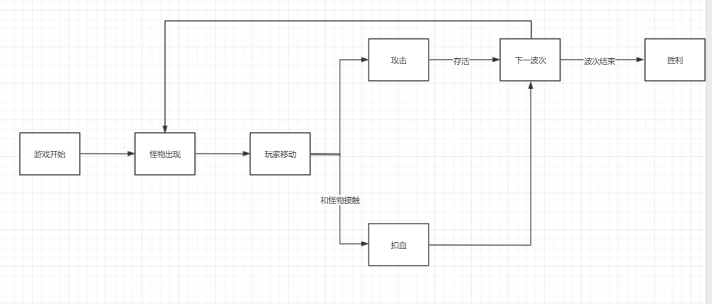 攻击
存活
下一波次
波次结束
胜利
游戏开始
怪物出现
玩家移动
和怪物接触
扣血